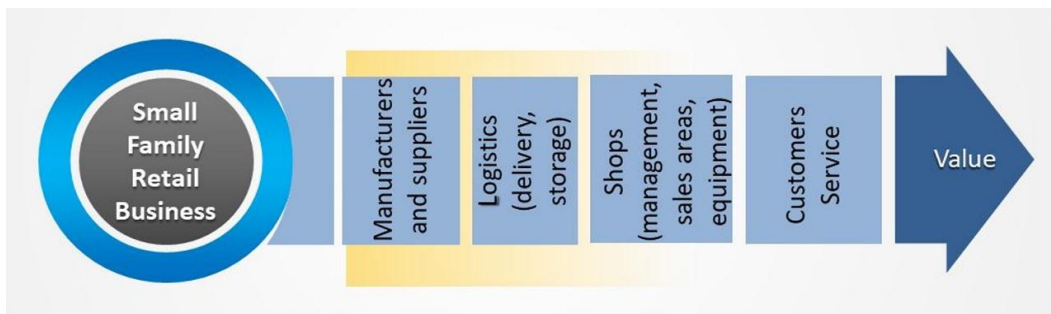 Small
Family
Retail
Business
Manufacturers
and suppliers
Logistics
(delivery,
storage)
Shops
(management,
sales areas,
equipment)
Customers
Service
Value